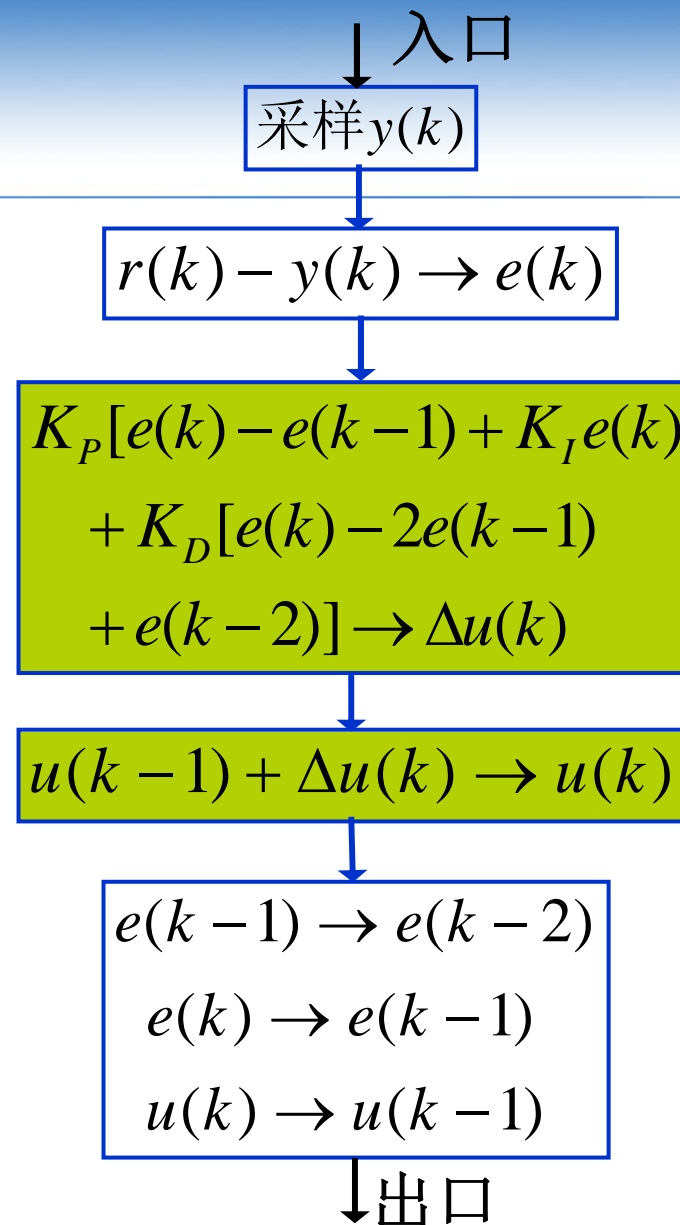 入口
采样y(k)
r(k) − y(k) → e(k)
K_P[e(k) − e(k −1) + K_I e(k)
+ K_D[e(k) − 2e(k −1)
+ e(k − 2)] → Δu(k)
u(k −1) + Δu(k) → u(k)
e(k −1) → e(k − 2)
e(k) → e(k −1)
u(k) → u(k −1)
出口